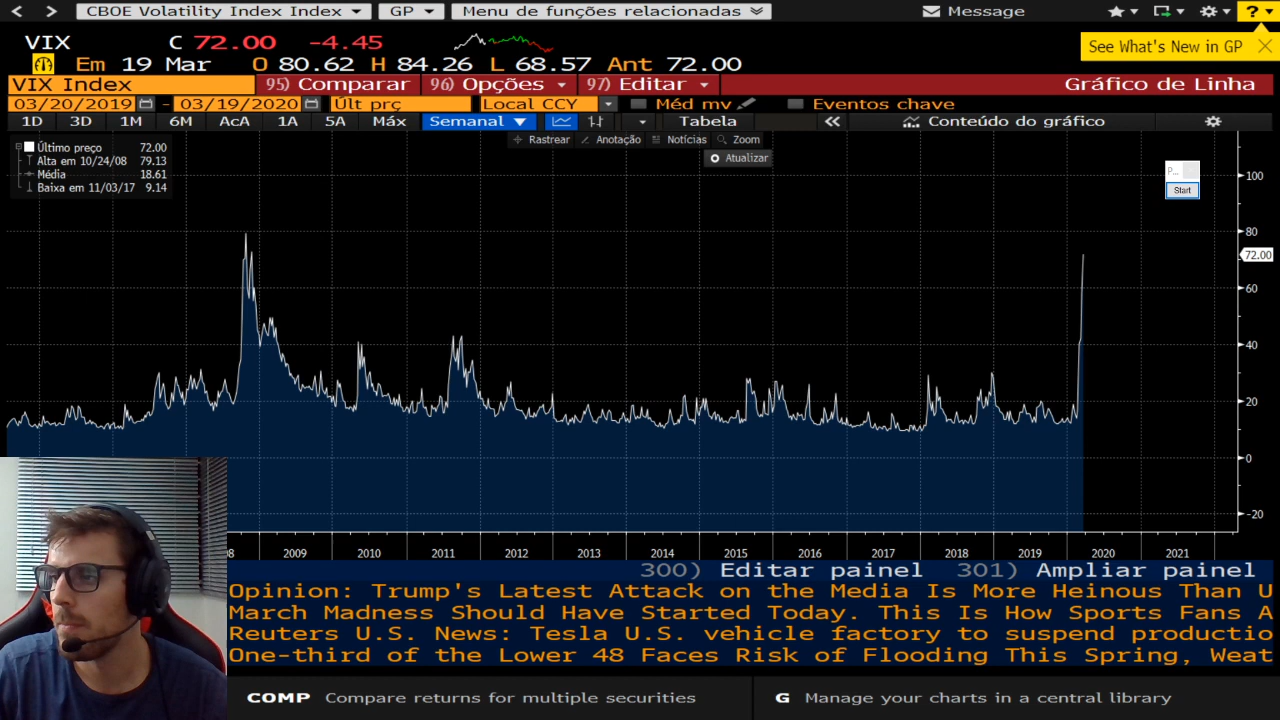 < > CBOE Volatility Index Index GP Menu de funções relacionadas Message ?
VIX C 72.00 -4.45
Em 19 Mar O 80.62 H 84.26 L 68.57 Ant 72.00
See What's New in GP
VIX Index 95) Comparar 96) Opções 97) Editar Gráfico de Linha
03/20/2019 - 03/19/2020 Últ prç Local CCY Méd mv Eventos chave
1D 3D 1M 6M AcA 1A 5A Máx Semanal Tabela Conteúdo do gráfico
Rastrear Anotação Notícias Zoom
Atualizar
Último preço 72.00
Alta em 10/24/08 79.13
Média 18.61
Baixa em 11/03/17 9.14
P...
Start
100
80
72.00
60
40
20
0
-20
08 2009 2010 2011 2012 2013 2014 2015 2016 2017 2018 2019 2020 2021
300) Editar painel 301) Ampliar painel
Opinion: Trump's Latest Attack on the Media Is More Heinous Than U
March Madness Should Have Started Today. This Is How Sports Fans A
Reuters U.S. News: Tesla U.S. vehicle factory to suspend productio
One-third of the Lower 48 Faces Risk of Flooding This Spring, Weat
COMP Compare returns for multiple securities G Manage your charts in a central library